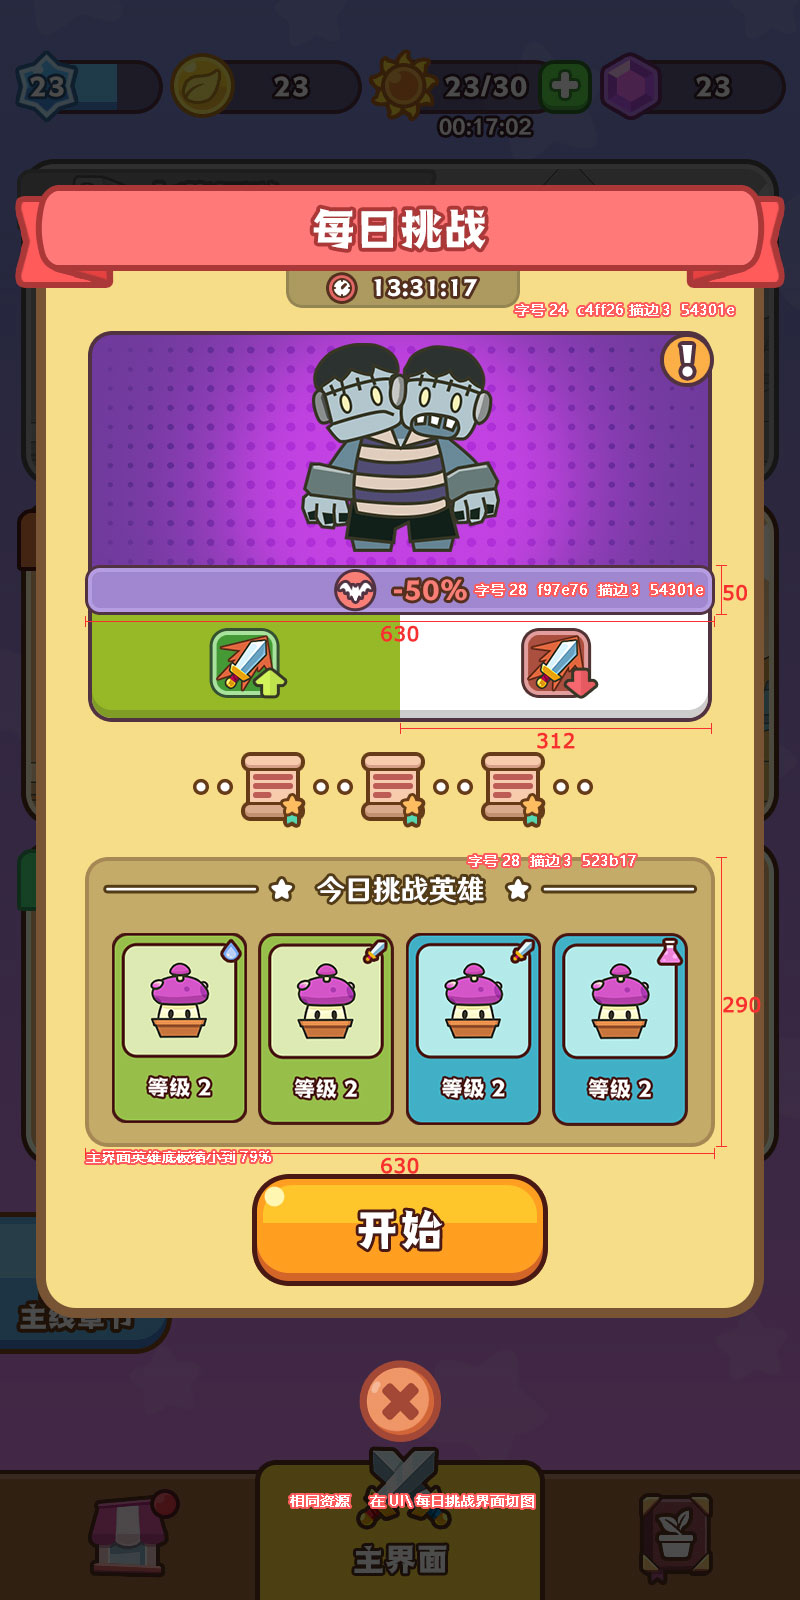 23
23
23/30
23
00:17:02
每日挑战
13:31:17
字号 24 c4ff26 描边 3 54301e
-50%
字号 28 f97e76 描边 3 54301e
50
630
312
字号 28 描边 3 523b17
今日挑战英雄
290
等级 2
等级 2
等级 2
等级 2
主界面英雄底板缩小到 79%
630
开始
主线章节
相同资源 在 UI\每日挑战界面切图
主界面